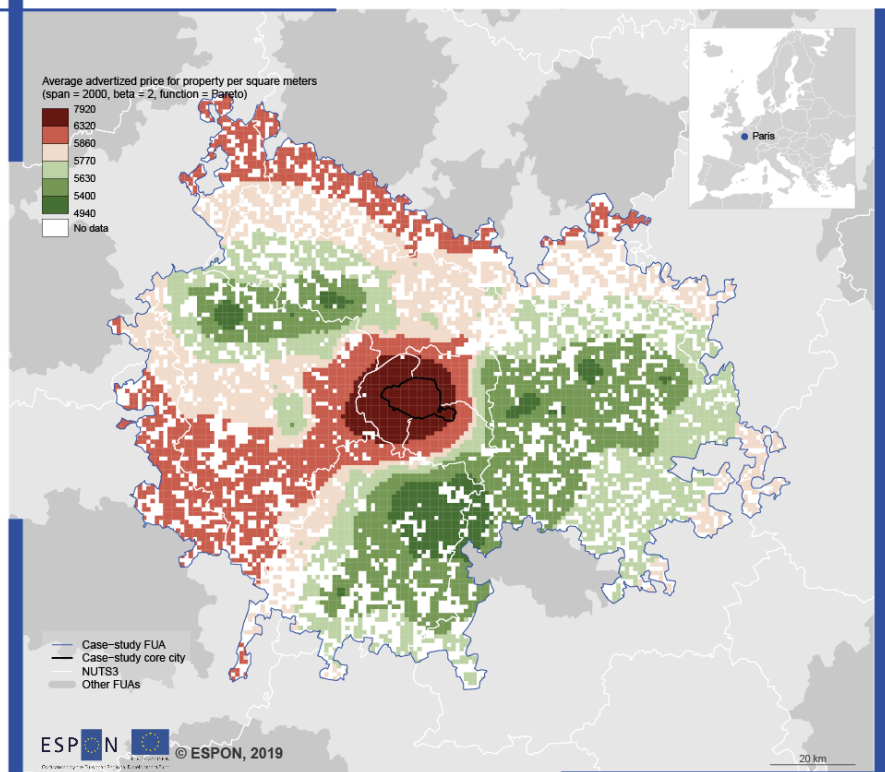 Average advertized price for property per square meters
(span = 2000, beta = 2, function = Pareto)
7920
6320
5860
5770
5630
5400
4940
No data
Paris
Case−study FUA
Case−study core city
NUTS3
Other FUAs
ESPON
© ESPON, 2019
20 km